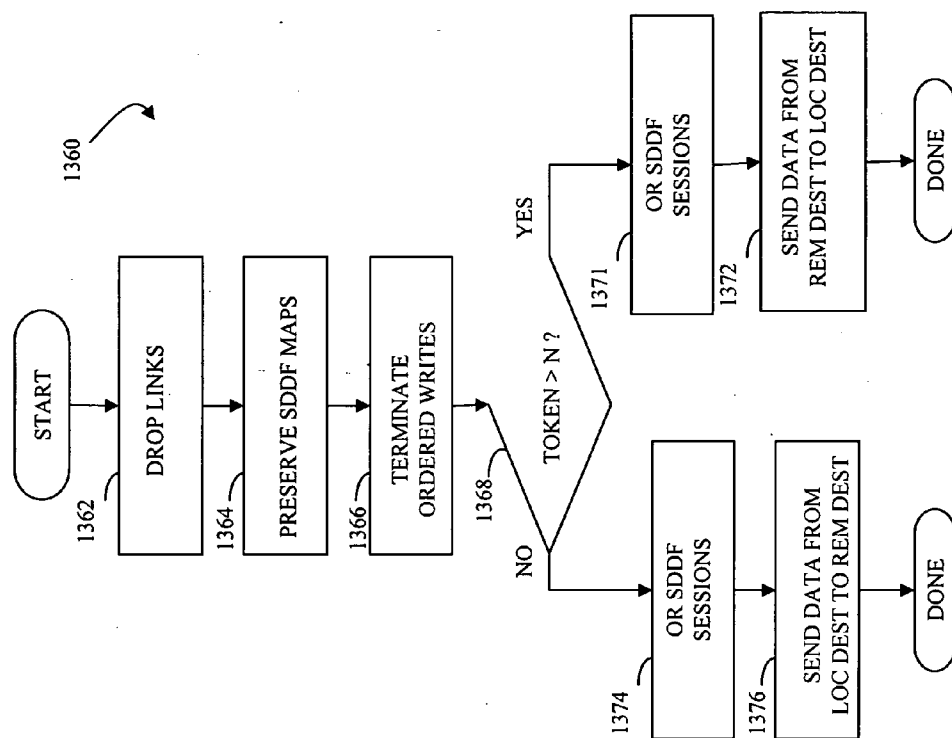 1360
START
1362
DROP LINKS
1364
PRESERVE SDDF MAPS
1366
TERMINATE
ORDERED WRITES
1368
TOKEN > N ?
NO
YES
1371
OR SDDF
SESSIONS
1372
SEND DATA FROM
REM DEST TO LOC DEST
DONE
1374
OR SDDF
SESSIONS
1376
SEND DATA FROM
LOC DEST TO REM DEST
DONE